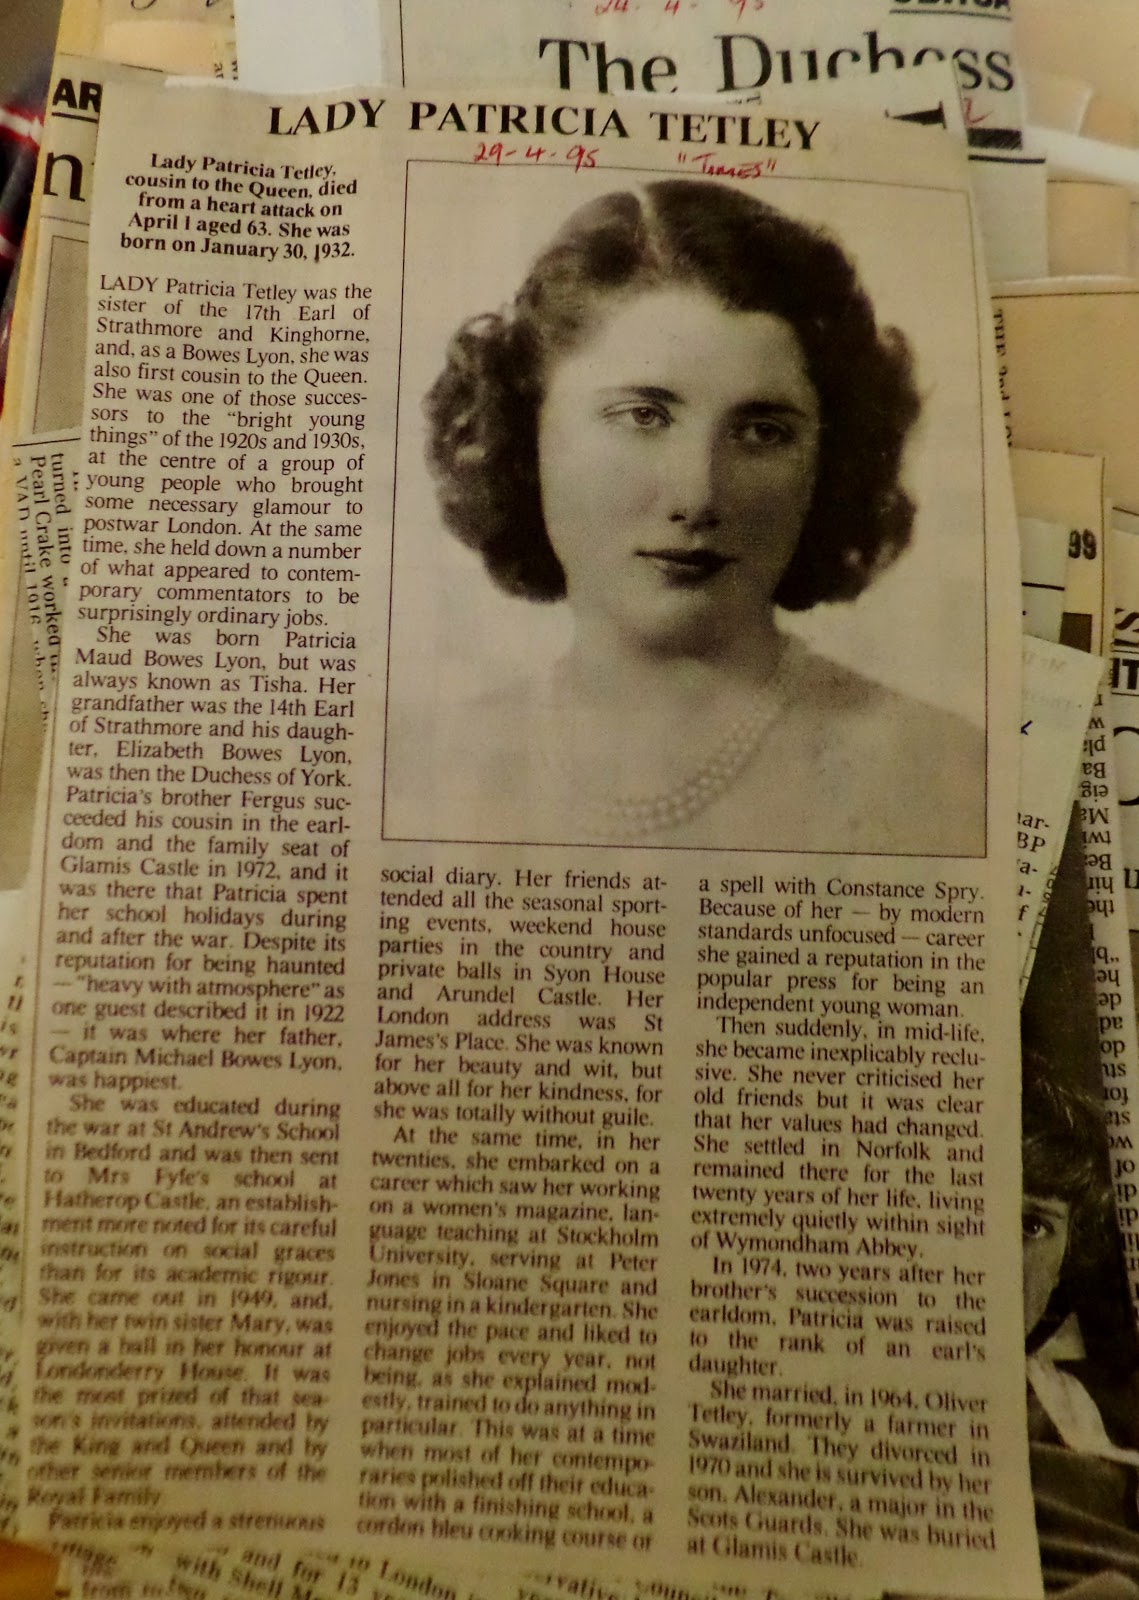 24-4-95
The Duchess
AR
LADY PATRICIA TETLEY
29-4-95 "TIMES"
Lady Patricia Tetley,
cousin to the Queen, died
from a heart attack on
April 1 aged 63. She was
born on January 30, 1932.
LADY Patricia Tetley was the
sister of the 17th Earl of
Strathmore and Kinghorne,
and, as a Bowes Lyon, she was
also first cousin to the Queen.
She was one of those succes-
sors to the "bright young
things" of the 1920s and 1930s,
at the centre of a group of
young people who brought
some necessary glamour to
postwar London. At the same
time, she held down a number
of what appeared to contem-
porary commentators to be
surprisingly ordinary jobs.
She was born Patricia
Maud Bowes Lyon, but was
always known as Tisha. Her
grandfather was the 14th Earl
of Strathmore and his daugh-
ter, Elizabeth Bowes Lyon,
was then the Duchess of York.
Patricia's brother Fergus suc-
ceeded his cousin in the earl-
dom and the family seat of
Glamis Castle in 1972, and it
was there that Patricia spent
her school holidays during
and after the war. Despite its
reputation for being haunted
— "heavy with atmosphere" as
one guest described it in 1922
— it was where her father,
Captain Michael Bowes Lyon,
was happiest.
She was educated during
the war at St Andrew's School
in Bedford and was then sent
to Mrs Fyfe's school at
Hatherop Castle, an establish-
ment more noted for its careful
instruction on social graces
than for its academic rigour.
She came out in 1949, and,
with her twin sister Mary, was
given a ball in her honour at
Londonderry House. It was
the most prized of that sea-
son's invitations, attended by
the King and Queen and by
other senior members of the
Royal Family
Patricia enjoyed a strenuous
social diary. Her friends at-
tended all the seasonal sport-
ing events, weekend house
parties in the country and
private balls in Syon House
and Arundel Castle. Her
London address was St
James's Place. She was known
for her beauty and wit, but
above all for her kindness, for
she was totally without guile.
At the same time, in her
twenties, she embarked on a
career which saw her working
on a women's magazine, lan-
guage teaching at Stockholm
University, serving at Peter
Jones in Sloane Square and
nursing in a kindergarten. She
enjoyed the pace and liked to
change jobs every year, not
being, as she explained mod-
estly, trained to do anything in
particular. This was at a time
when most of her contempo-
raries polished off their educa-
tion with a finishing school, a
cordon bleu cooking course or
a spell with Constance Spry.
Because of her — by modern
standards unfocused — career
she gained a reputation in the
popular press for being an
independent young woman.
Then suddenly, in mid-life,
she became inexplicably reclu-
sive. She never criticised her
old friends but it was clear
that her values had changed.
She settled in Norfolk and
remained there for the last
twenty years of her life, living
extremely quietly within sight
of Wymondham Abbey.
In 1974, two years after her
brother's succession to the
earldom, Patricia was raised
to the rank of an earl's
daughter.
She married, in 1964, Oliver
Tetley, formerly a farmer in
Swaziland. They divorced in
1970 and she is survived by her
son, Alexander, a major in the
Scots Guards. She was buried
at Glamis Castle.
turned into
Pearl Crake worked
99
and for 13
London
with Shell